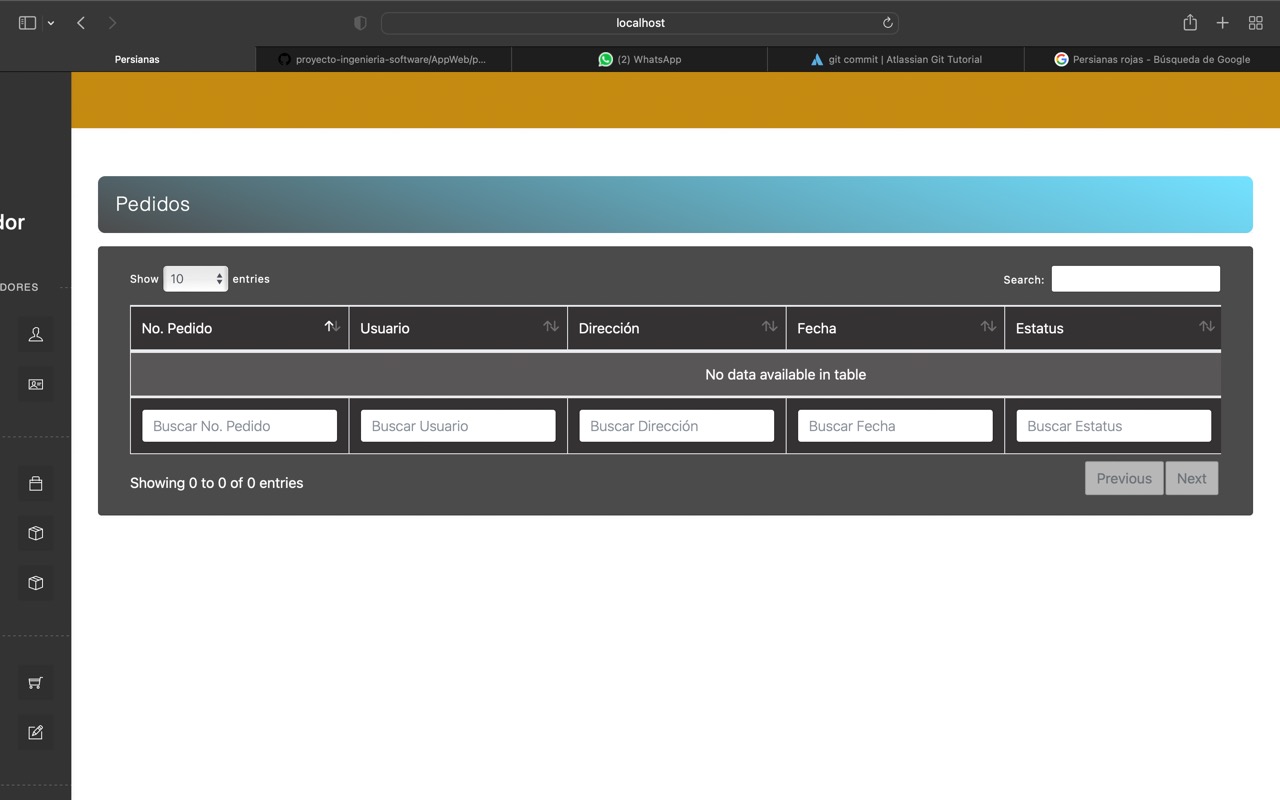 localhost
Persianas
proyecto-ingenieria-software/AppWeb/p...
(2) WhatsApp
git commit | Atlassian Git Tutorial
Persianas rojas - Búsqueda de Google
Pedidos
dor
DORES
Show 10 entries
Search:
No. Pedido Usuario Dirección Fecha Estatus
No data available in table
Buscar No. Pedido Buscar Usuario Buscar Dirección Buscar Fecha Buscar Estatus
Showing 0 to 0 of 0 entries
Previous Next